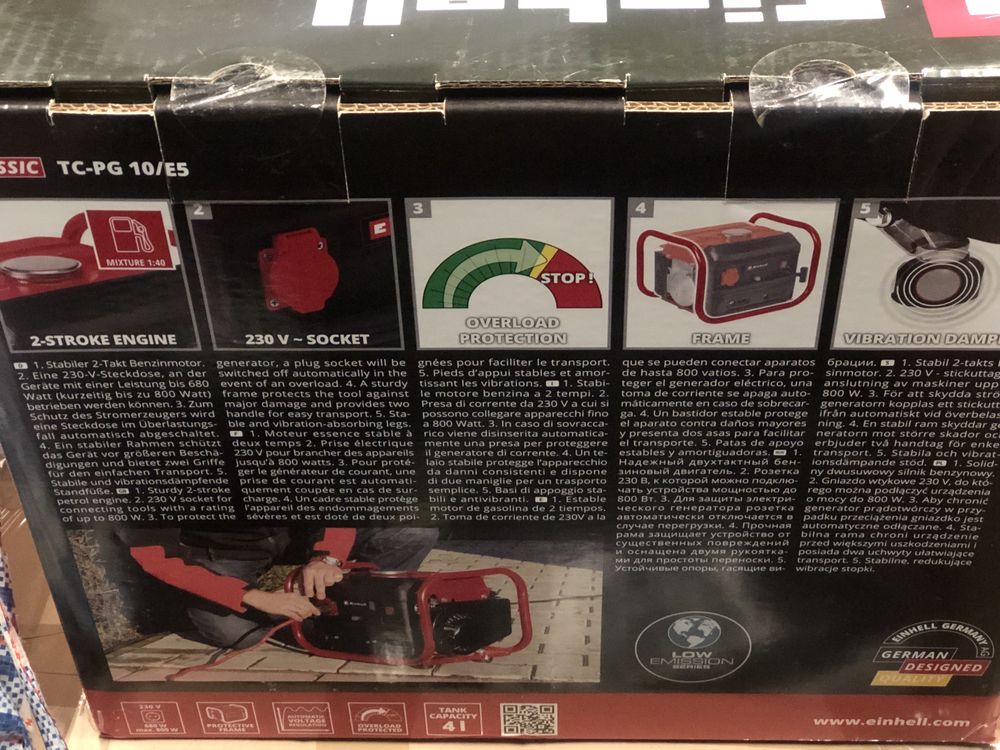 SSIC TC-PG 10/E5
MIXTURE 1:40
2-STROKE ENGINE
2
E
230 V ~ SOCKET
3
STOP!
OVERLOAD
PROTECTION
4
FRAME
5
VIBRATION DAMP
D 1. Stabiler 2-Takt Benzinmotor.
2. Eine 230-V-Steckdose, an der
Geräte mit einer Leistung bis 680
Watt (kurzeitig bis zu 800 Watt)
betrieben werden können. 3. Zum
Schutz des Stromerzeugers wird
eine Steckdose im Überlastungs-
fall automatisch abgeschaltet.
4. Ein stabiler Rahmen schützt
das Gerät vor größeren Beschä-
digungen und bietet zwei Griffe
für den einfachen Transport. 5.
Stabile und vibrationsdämpfende
Standfüße. GB 1. Sturdy 2-stroke
petrol engine. 2. 230 V socket for
connecting tools with a rating
of up to 800 W. 3. To protect the
generator, a plug socket will be
switched off automatically in the
event of an overload. 4. A sturdy
frame protects the tool against
major damage and provides two
handle for easy transport. 5. Sta-
ble and vibration-absorbing legs.
F 1. Moteur essence stable à
deux temps 2. Prise électrique
230 V pour brancher des appareils
jusqu'à 800 watts. 3. Pour proté-
ger le générateur de courant, une
prise de courant est automati-
quement coupée en cas de sur-
charge. 4. Un cadre stable protège
l'appareil des endommagements
sévères et est doté de deux poi-
gnées pour faciliter le transport.
5. Pieds d'appui stables et amor-
tissant les vibrations. I 1. Stabi-
le motore benzina a 2 tempi. 2.
Presa di corrente da 230 V a cui si
possono collegare apparecchi fino
a 800 Watt. 3. In caso di sovracca-
rico viene disinserita automatica-
mente una presa per proteggere
il generatore di corrente. 4. Un te-
laio stabile protegge l'apparecchio
da danni consistenti e dispone
di due maniglie per un trasporto
semplice. 5. Basi di appoggio sta-
bili e antivibranti. E 1. Estable
motor de gasolina de 2 tiempos.
2. Toma de corriente de 230V a la
que se pueden conectar aparatos
de hasta 800 vatios. 3. Para pro-
teger el generador eléctrico, una
toma de corriente se apaga auto-
máticamente en caso de sobrecar-
ga. 4. Un bastidor estable protege
el aparato contra daños mayores
y presenta dos asas para facilitar
el transporte. 5. Patas de apoyo
estables y amortiguadoras. 1.
Надежный двухтактный бен-
зиновый двигатель. 2. Розетка
230 В, к которой можно подклю-
чать устройства мощностью до
800 Вт. 3. Для защиты электри-
ческого генератора розетка
автоматически отключается в
случае перегрузки. 4. Прочная
рама защищает устройство от
существенных повреждений
и оснащена двумя рукоятка-
ми для простоты переноски. 5.
Устойчивые опоры, гасящие ви-
брации. S 1. Stabil 2-takts
sinmotor. 2. 230 V - stickutta
anslutning av maskiner upp
800 W. 3. För att skydda strö
generatorn kopplas ett stickutt
ifrån automatiskt vid överbela
ning. 4. En stabil ram skyddar ge
neratorn mot större skador oc
erbjuder två handtag för enke
transport. 5. Stabila och vibrat-
ionsdämpande stöd. PL 1. Solid
ny dwusuwowy silnik benzynowy.
2. Gniazdo wtykowe 230 V, do któ-
rego można podłączyć urządzenia
o mocy do 800 W. 3. Aby chronić
generator prądotwórczy w przy-
padku przeciążenia gniazdko jest
automatyczne odłączane. 4. Sta-
bilna rama chroni urządzenie
przed większymi uszkodzeniami i
posiada dwa uchwyty ułatwiające
transport. 5. Stabilne, redukujące
wibracje stopki.
Einhell
LOW
EMISSION
SERIES
EINHELL GERMANY AG
GERMAN
DESIGNED
QUALITY
230 V
680 W
max. 800 W
PROTECTIVE
FRAME
AUTOMATIC
VOLTAGE
REGULATION
OVERLOAD
PROTECTED
TANK
CAPACITY
4 l
www.einhell.com